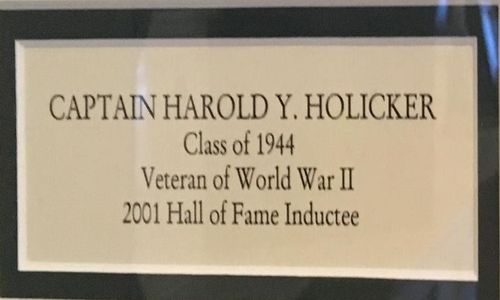 CAPTAIN HAROLD Y. HOLICKER
Class of 1944
Veteran of World War II
2001 Hall of Fame Inductee